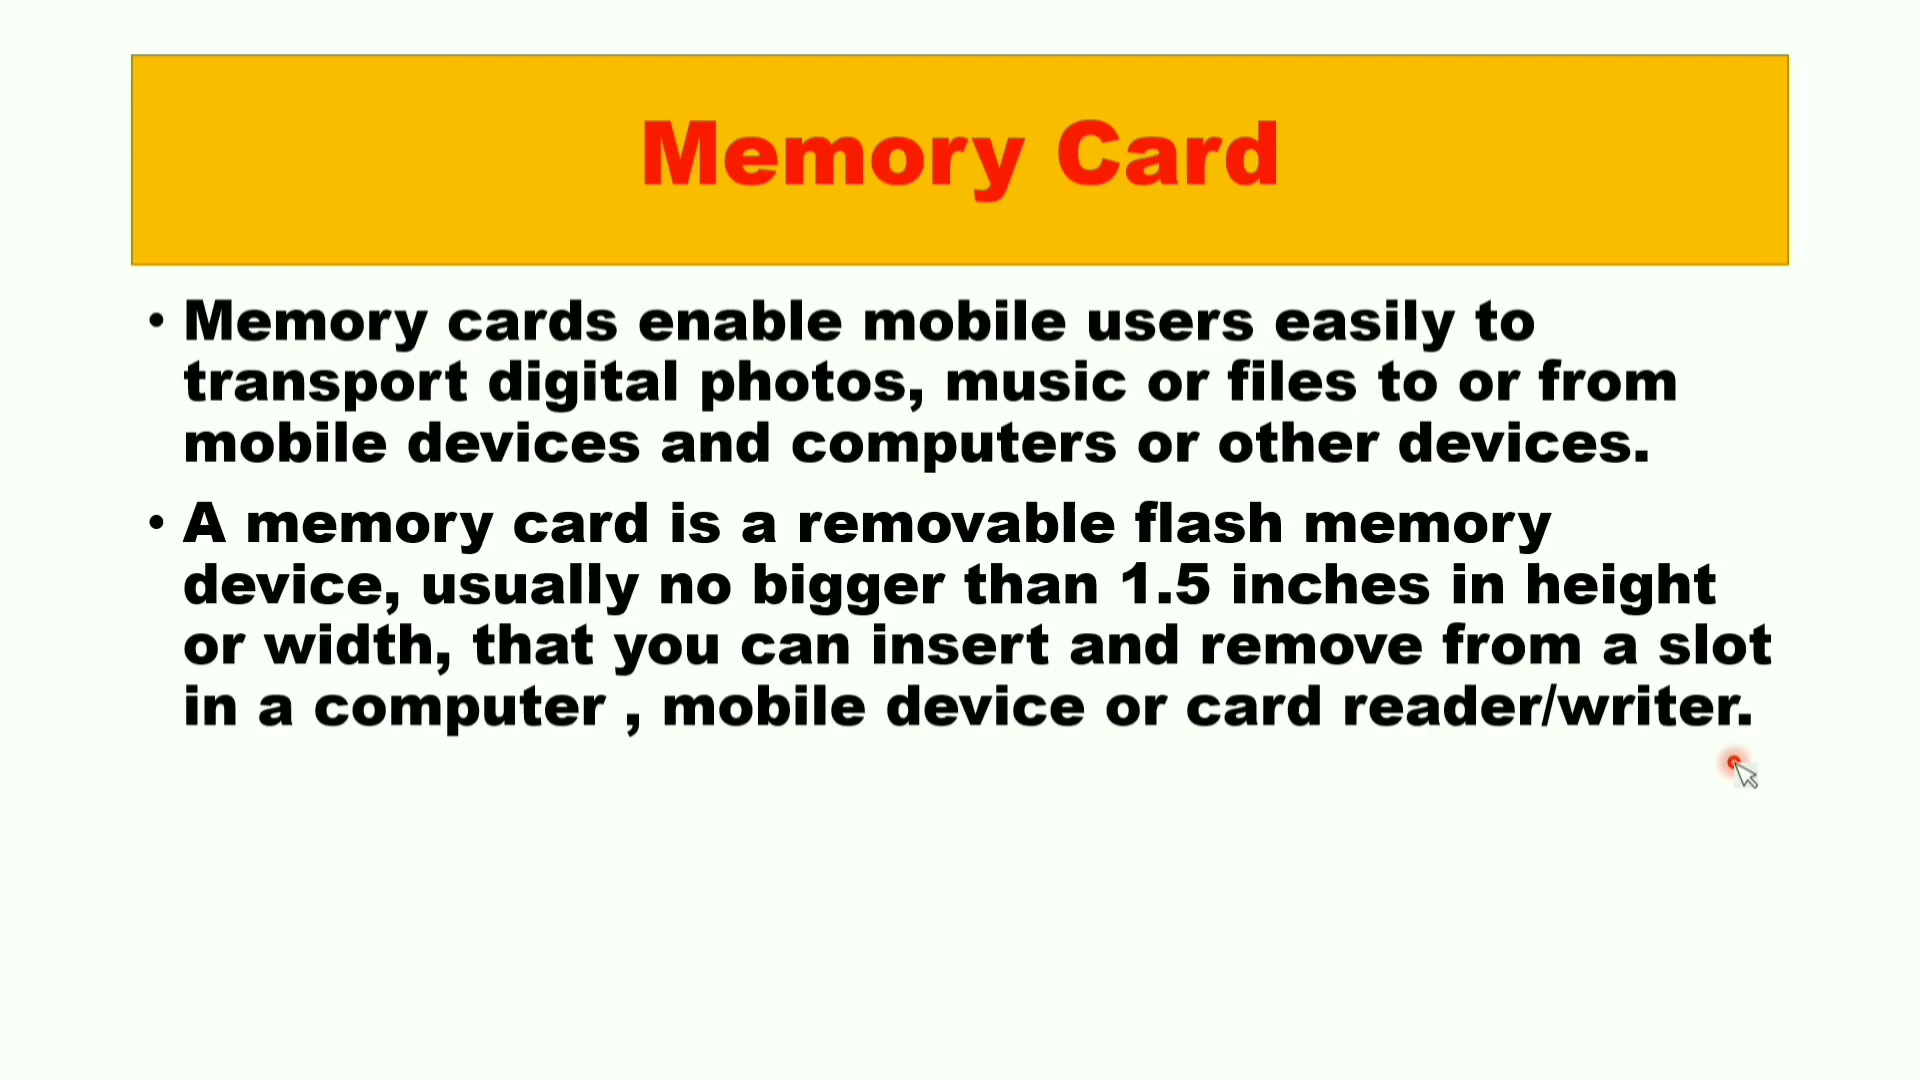 Memory Card
• Memory cards enable mobile users easily to
transport digital photos, music or files to or from
mobile devices and computers or other devices.
• A memory card is a removable flash memory
device, usually no bigger than 1.5 inches in height
or width, that you can insert and remove from a slot
in a computer , mobile device or card reader/writer.